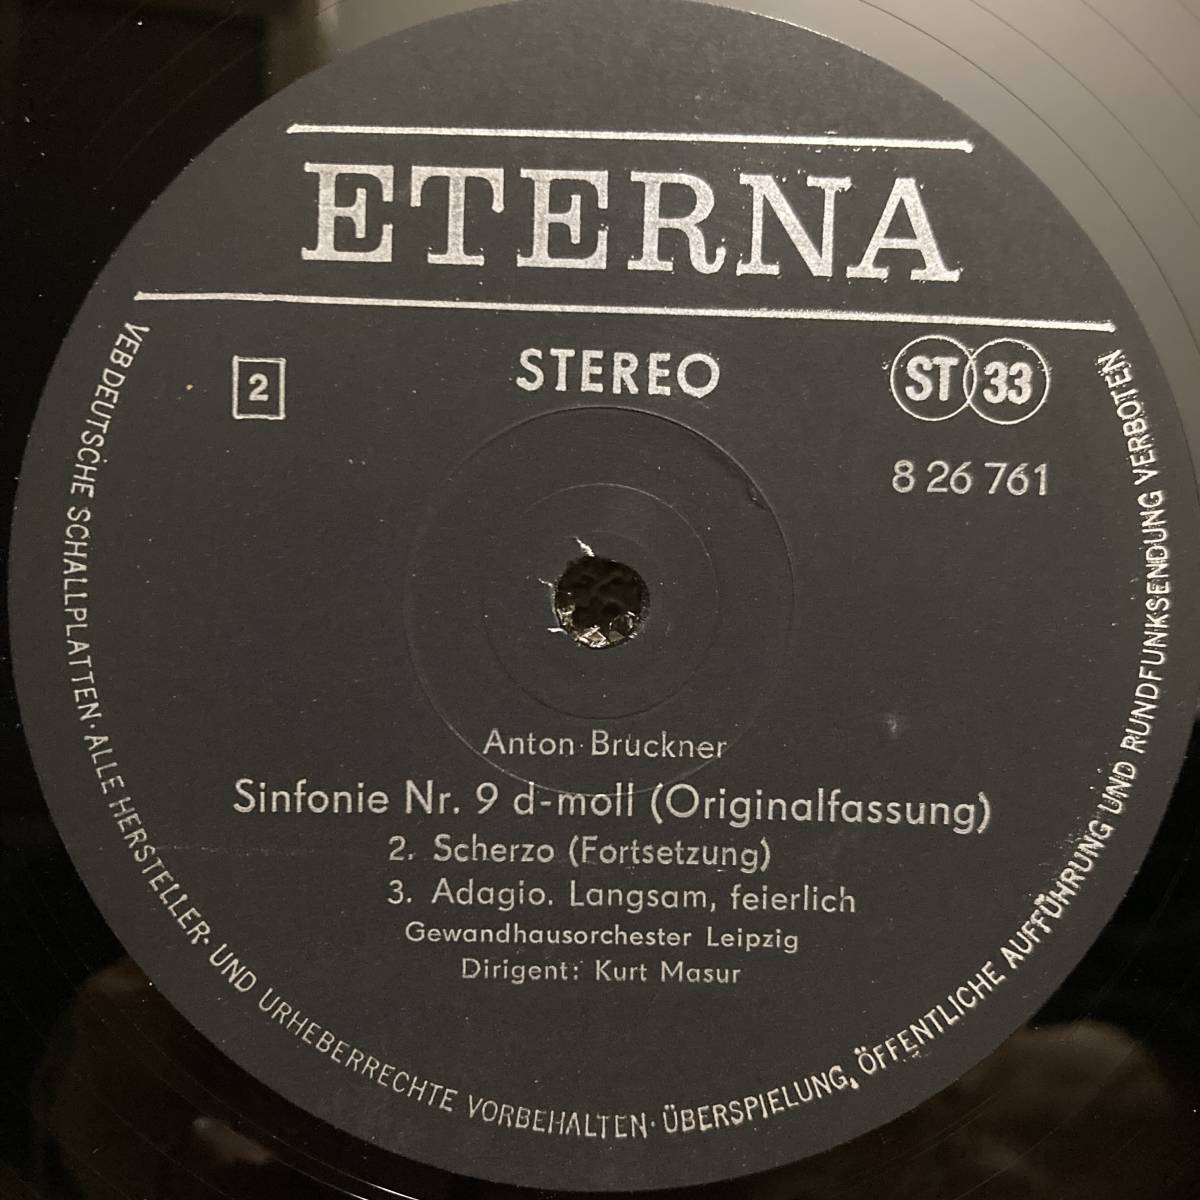 ETERNA
2
STEREO
ST 33
8 26 761
Anton Bruckner
Sinfonie Nr. 9 d-moll (Originalfassung)
2. Scherzo (Fortsetzung)
3. Adagio. Langsam, feierlich
Gewandhausorchester Leipzig
Dirigent: Kurt Masur
VEB DEUTSCHE SCHALLPLATTEN · ALLE HERSTELLER- UND URHEBERRECHTE VORBEHALTEN · ÜBERSPIELUNG, ÖFFENTLICHE AUFFÜHRUNG UND RUNDFUNKSENDUNG VERBOTEN